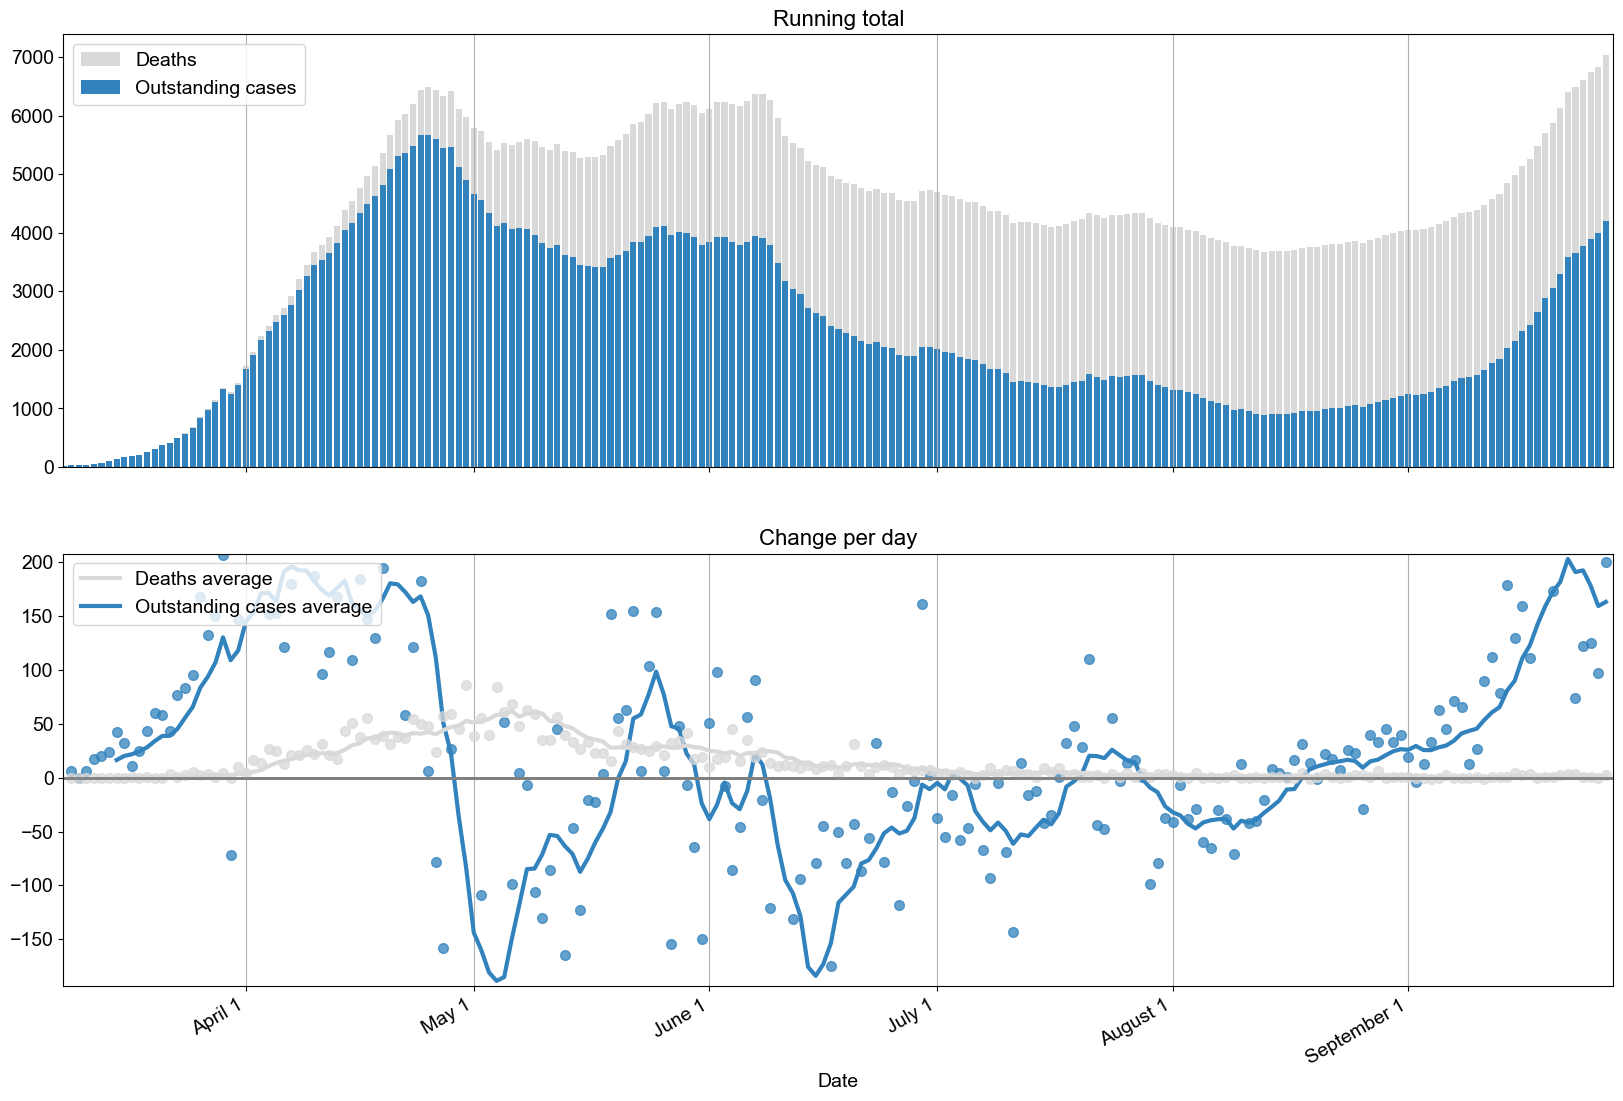 Running total
Deaths
Outstanding cases
7000
6000
5000
4000
3000
2000
1000
0
Change per day
Deaths average
Outstanding cases average
200
150
100
50
0
−50
−100
−150
April 1
May 1
June 1
July 1
August 1
September 1
Date